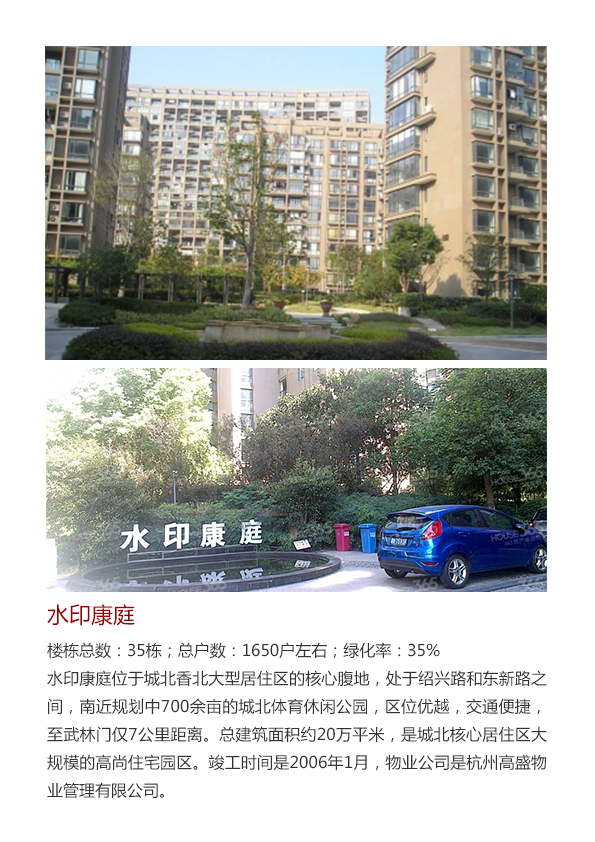 水印康庭
水印康庭
楼栋总数：35栋；总户数：1650户左右；绿化率：35%
水印康庭位于城北香北大型居住区的核心腹地，处于绍兴路和东新路之
间，南近规划中700余亩的城北体育休闲公园，区位优越，交通便捷，
至武林门仅7公里距离。总建筑面积约20万平米，是城北核心居住区大
规模的高尚住宅园区。竣工时间是2006年1月，物业公司是杭州高盛物
业管理有限公司。